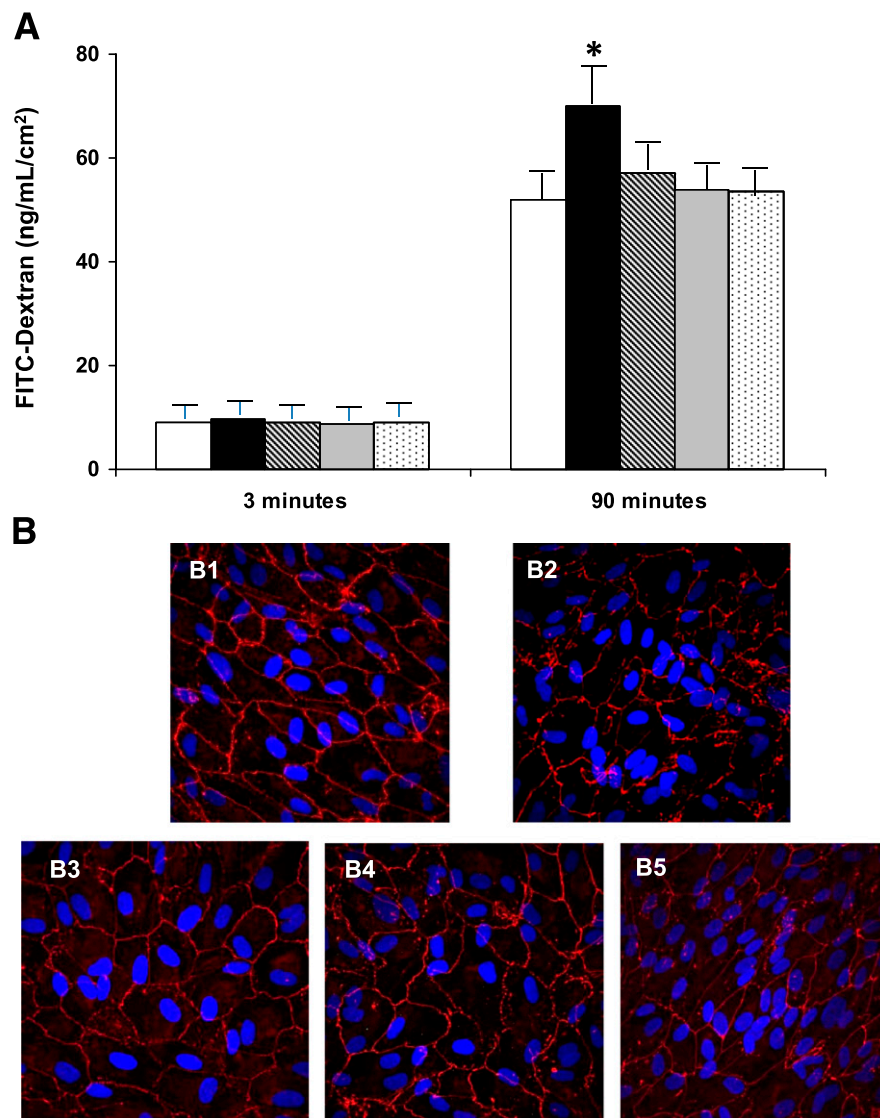 A
80
*
60
40
20
0
FITC-Dextran (ng/mL/cm²)
3 minutes
90 minutes
B
B1
B2
B3
B4
B5